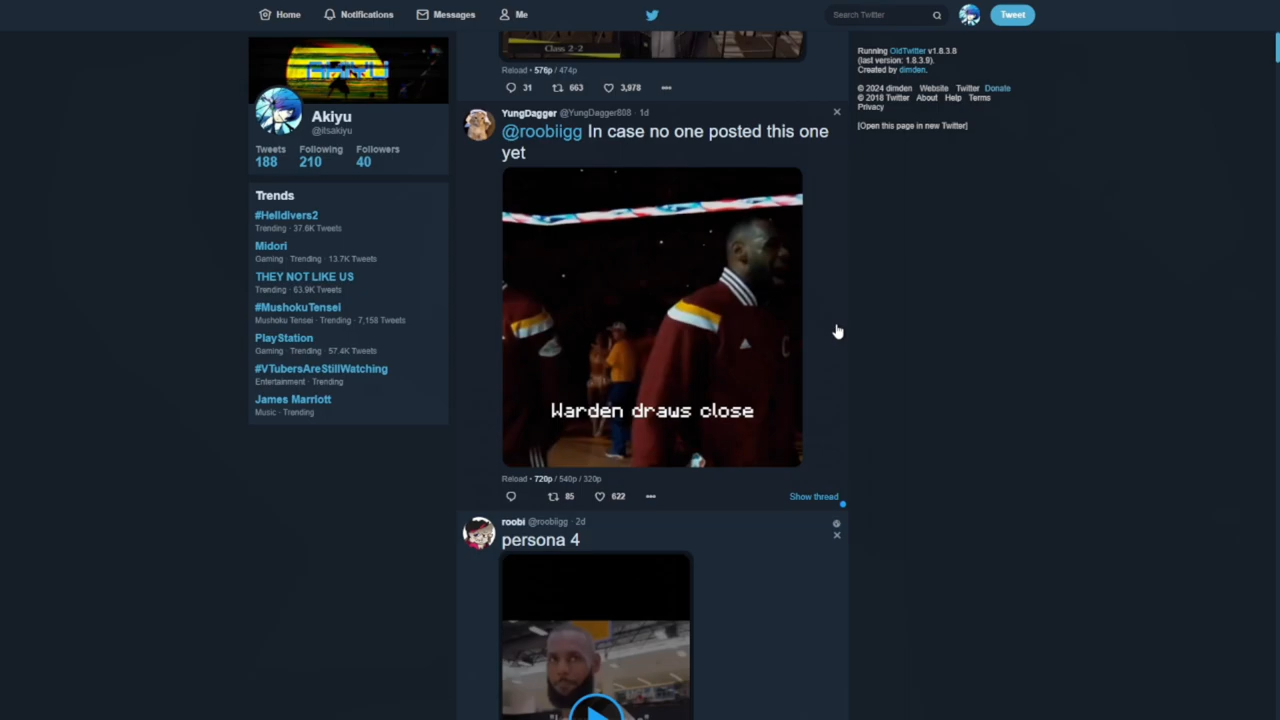 Home
Notifications
Messages
Me
Search Twitter
Tweet
Akiyu
@itsakiyu
Tweets Following Followers
188 210 40
Trends
#Helldivers2
Trending · 37.6K Tweets
Midori
Gaming · Trending · 13.7K Tweets
THEY NOT LIKE US
Trending · 63.9K Tweets
#MushokuTensei
Mushoku Tensei · Trending · 7,158 Tweets
PlayStation
Gaming · Trending · 57.4K Tweets
#VTubersAreStillWatching
Entertainment · Trending
James Marriott
Music · Trending
Class 2-2
Reload · 576p / 474p
31 663 3,978
YungDagger @YungDagger808 · 1d
@roobiigg In case no one posted this one
yet
Warden draws close
Reload · 720p / 540p / 320p
85 622
Show thread
roobi @roobiigg · 2d
persona 4
Running OldTwitter v1.8.3.8
(last version: 1.8.3.9).
Created by dimden.
© 2024 dimden Website Twitter Donate
© 2018 Twitter About Help Terms
Privacy
[Open this page in new Twitter]